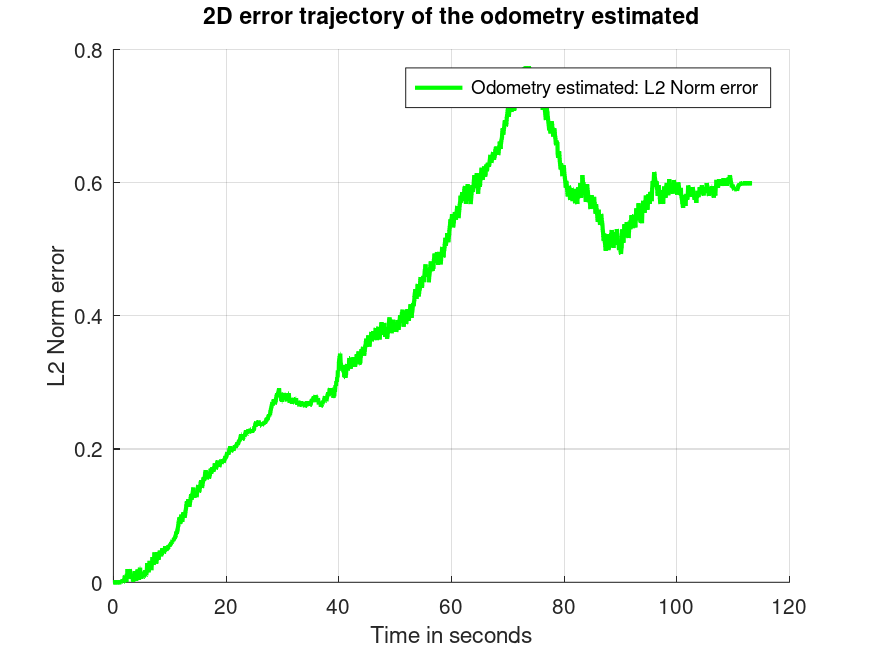 2D error trajectory of the odometry estimated
0.8
Odometry estimated: L2 Norm error
0.6
L2 Norm error
0.4
0.2
0
0 20 40 60 80 100 120
Time in seconds